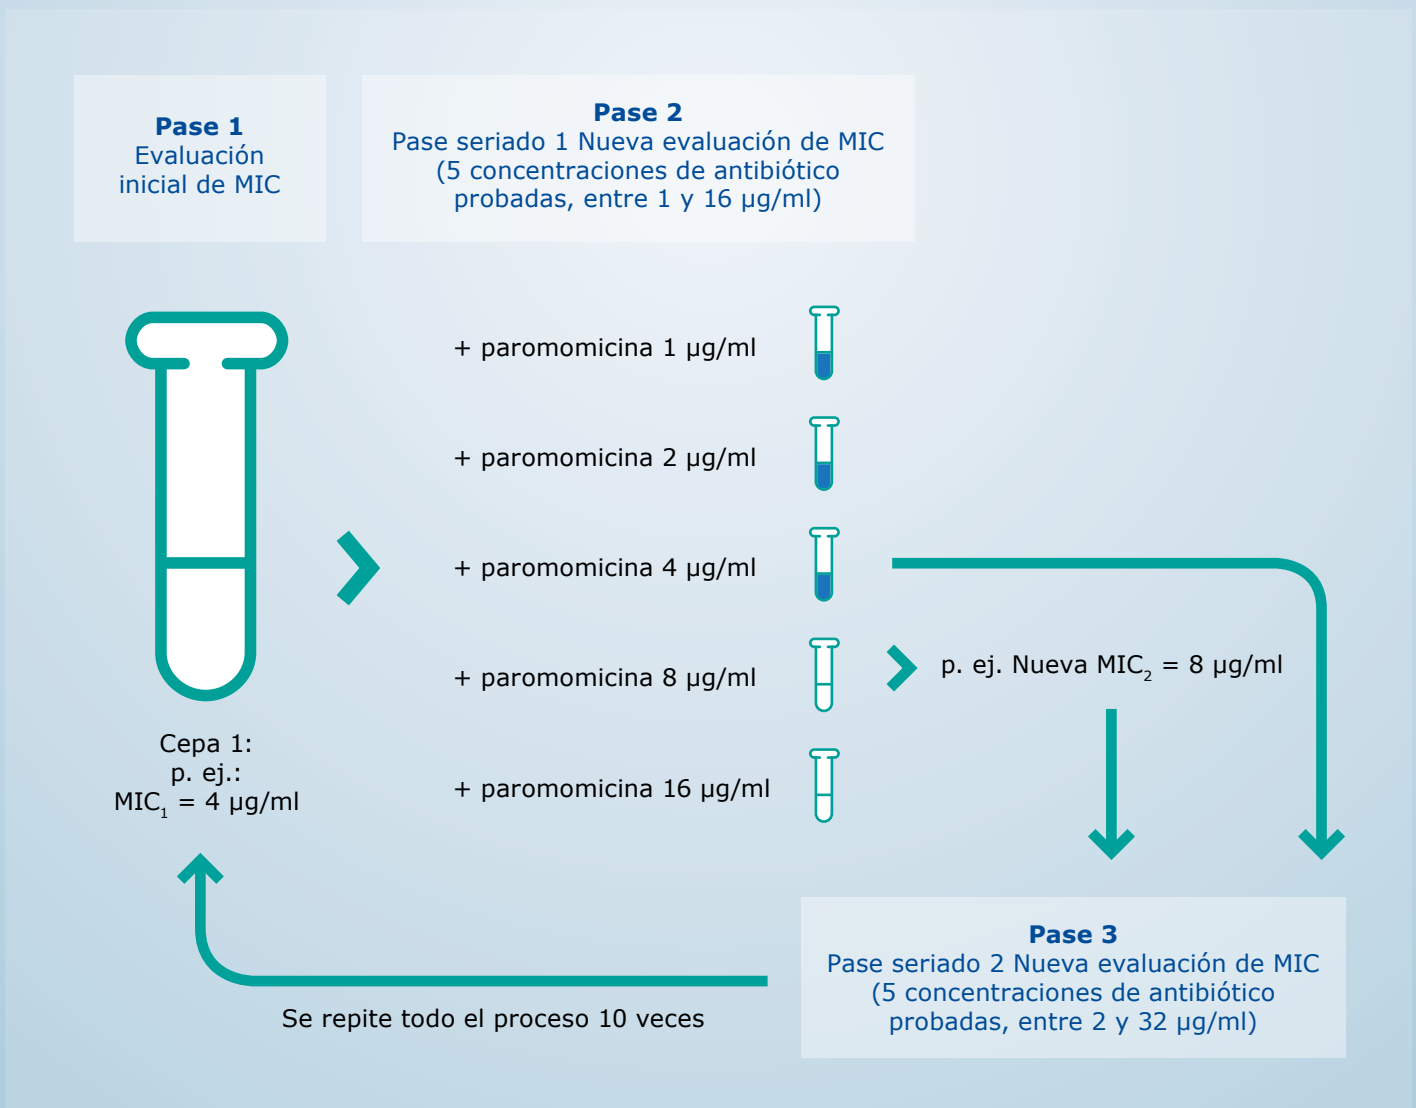 Pase 1
Evaluación
inicial de MIC
Pase 2
Pase seriado 1 Nueva evaluación de MIC
(5 concentraciones de antibiótico
probadas, entre 1 y 16 µg/ml)
+ paromomicina 1 µg/ml
+ paromomicina 2 µg/ml
+ paromomicina 4 µg/ml
+ paromomicina 8 µg/ml
p. ej. Nueva MIC₂ = 8 µg/ml
+ paromomicina 16 µg/ml
Cepa 1:
p. ej.:
MIC₁ = 4 µg/ml
Pase 3
Pase seriado 2 Nueva evaluación de MIC
(5 concentraciones de antibiótico
probadas, entre 2 y 32 µg/ml)
Se repite todo el proceso 10 veces